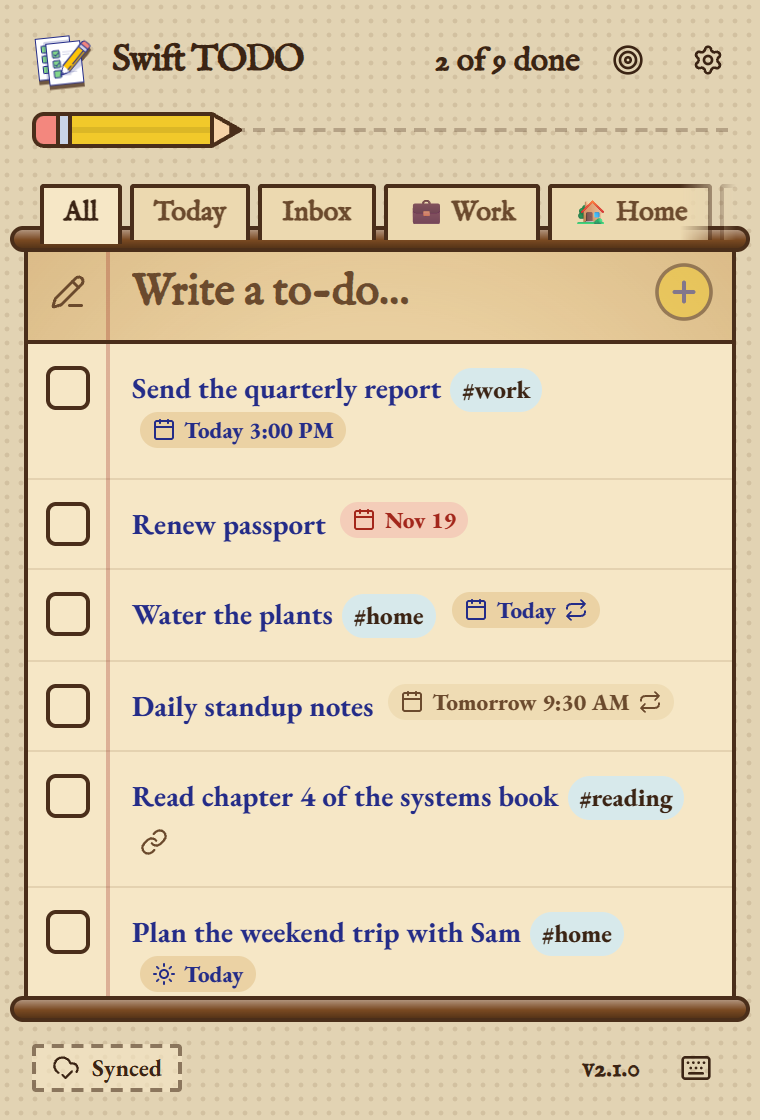 Swift TODO
2 of 9 done
All
Today
Inbox
Work
Home
Write a to-do...
Send the quarterly report #work
Today 3:00 PM
Renew passport Nov 19
Water the plants #home Today
Daily standup notes Tomorrow 9:30 AM
Read chapter 4 of the systems book #reading
Plan the weekend trip with Sam #home
Today
Synced
V2.1.0